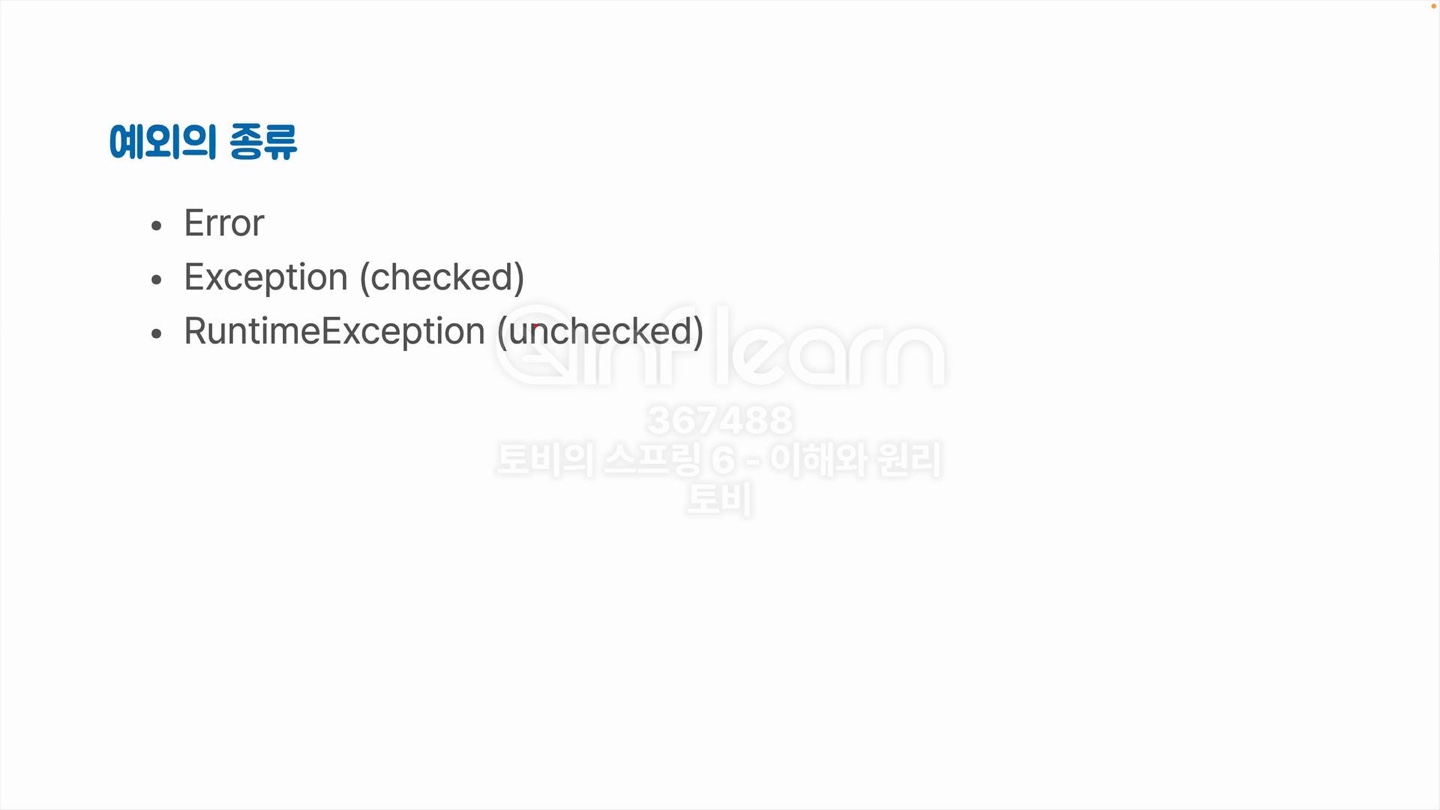 예외의 종류
• Error
• Exception (checked)
• RuntimeException (unchecked)
inflearn
367488
토비의 스프링 6 - 이해와 원리
토비